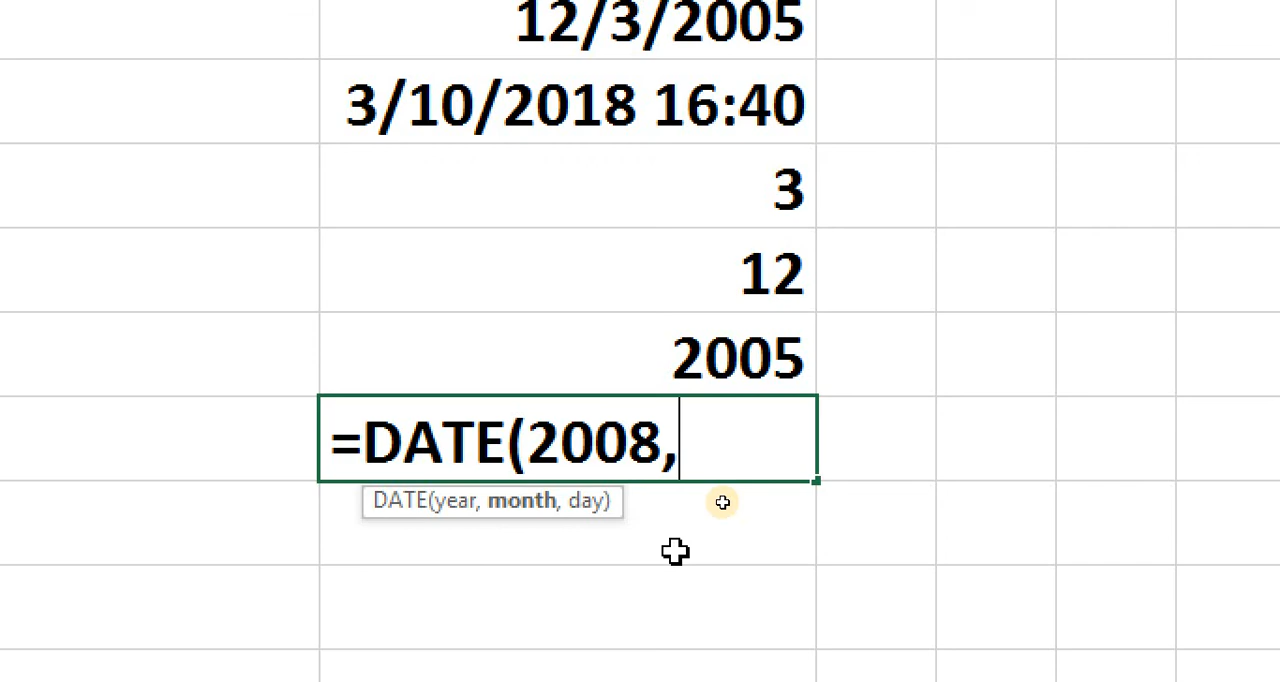 12/3/2005
3/10/2018 16:40
3
12
2005
=DATE(2008,
DATE(year, month, day)